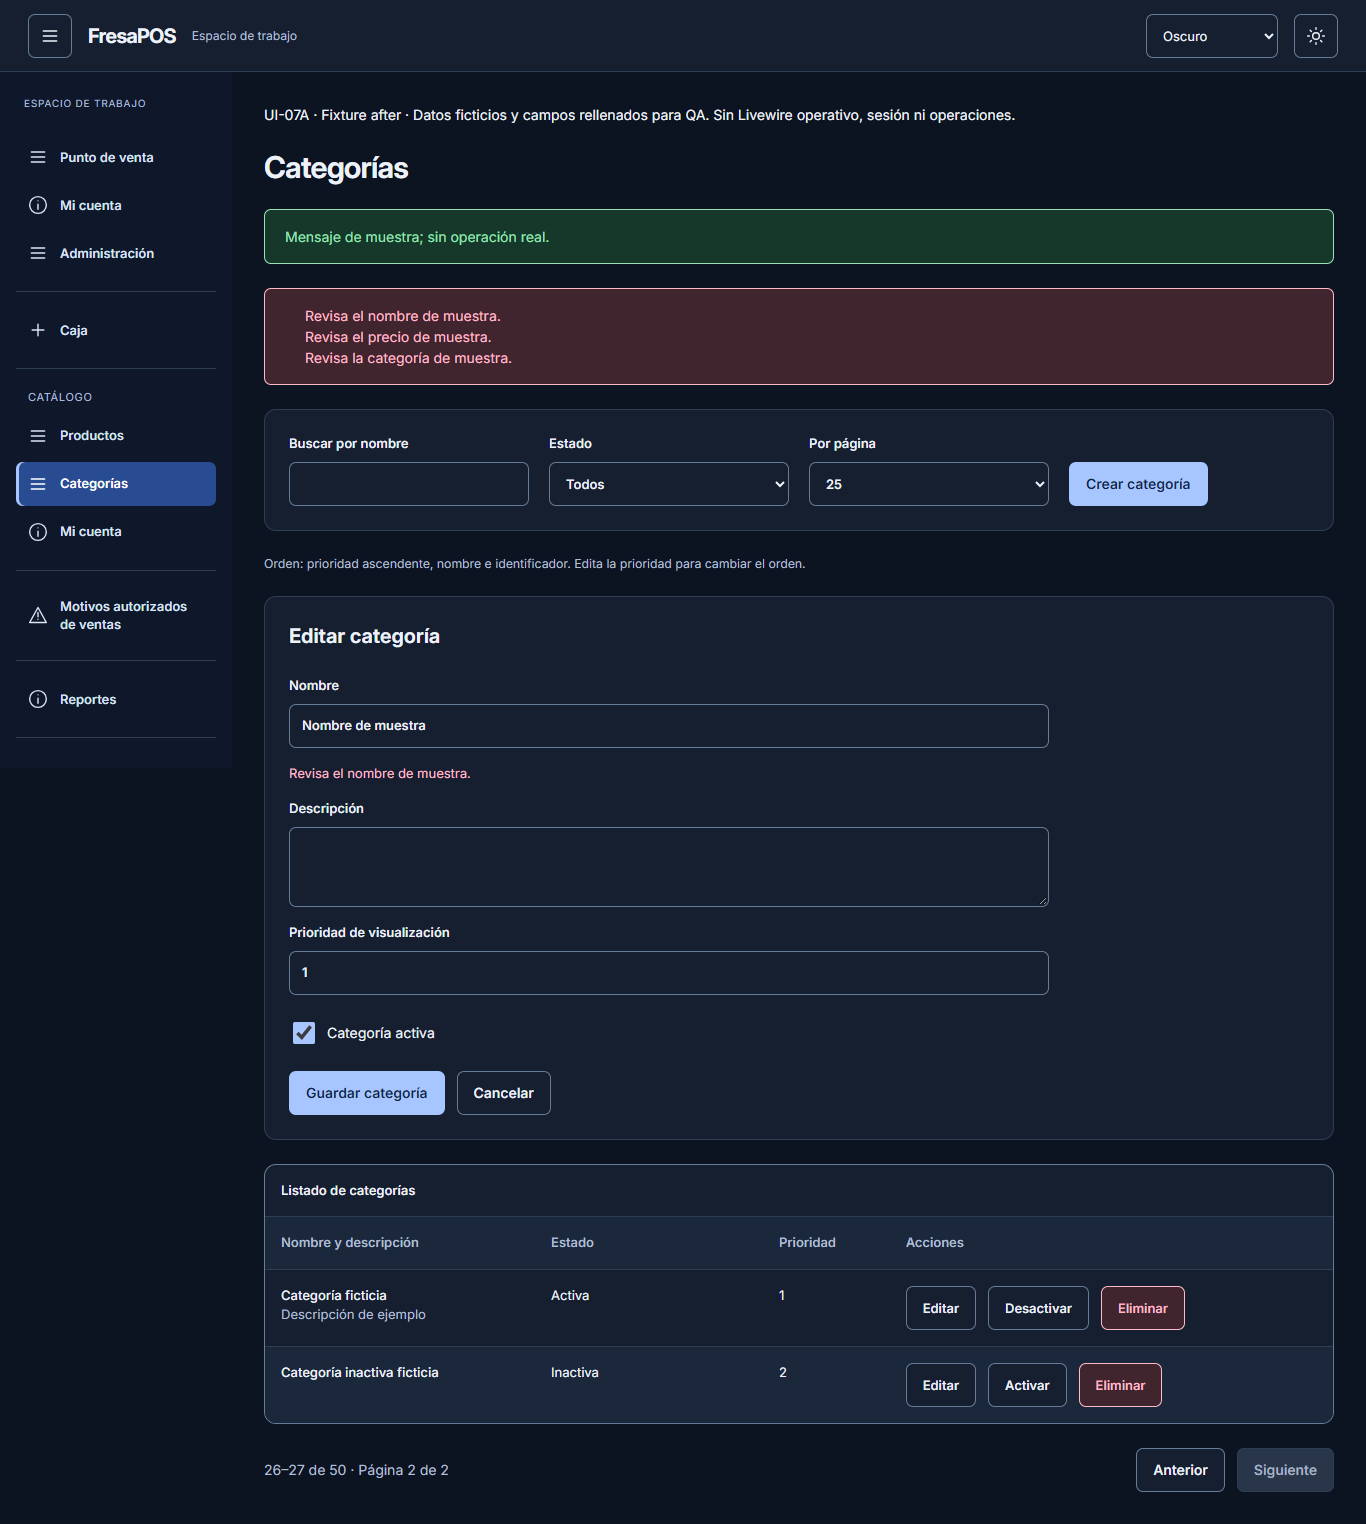 FresaPOS
Espacio de trabajo
Oscuro
ESPACIO DE TRABAJO
Punto de venta
Mi cuenta
Administración
Caja
CATÁLOGO
Productos
Categorías
Mi cuenta
Motivos autorizados
de ventas
Reportes
UI-07A · Fixture after · Datos ficticios y campos rellenados para QA. Sin Livewire operativo, sesión ni operaciones.
Categorías
Mensaje de muestra; sin operación real.
Revisa el nombre de muestra.
Revisa el precio de muestra.
Revisa la categoría de muestra.
Buscar por nombre
Estado
Por página
Todos
25
Crear categoría
Orden: prioridad ascendente, nombre e identificador. Edita la prioridad para cambiar el orden.
Editar categoría
Nombre
Nombre de muestra
Revisa el nombre de muestra.
Descripción
Prioridad de visualización
1
Categoría activa
Guardar categoría
Cancelar
Listado de categorías
Nombre y descripción
Estado
Prioridad
Acciones
Categoría ficticia
Descripción de ejemplo
Activa
1
Editar
Desactivar
Eliminar
Categoría inactiva ficticia
Inactiva
2
Editar
Activar
Eliminar
26–27 de 50 · Página 2 de 2
Anterior
Siguiente